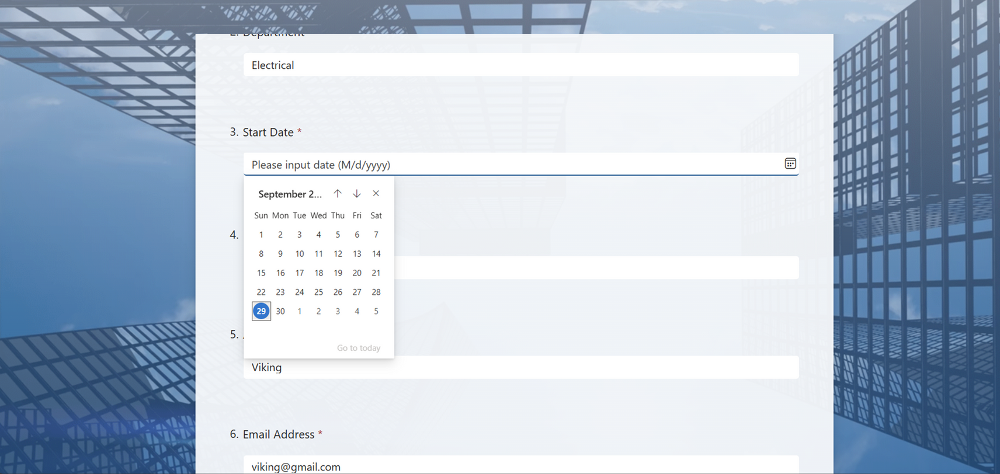 2. Department
Electrical
3. Start Date *
Please input date (M/d/yyyy)
September 2...
Sun Mon Tue Wed Thu Fri Sat
1 2 3 4 5 6 7
8 9 10 11 12 13 14
15 16 17 18 19 20 21
22 23 24 25 26 27 28
29 30 1 2 3 4 5
Go to today
4.
5.
Viking
6. Email Address *
viking@gmail.com